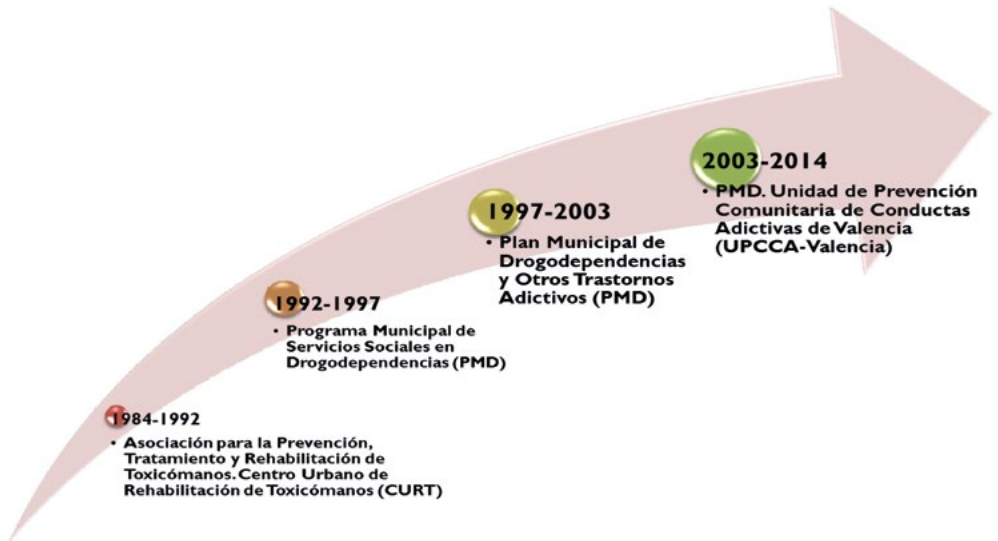 1984-1992
• Asociación para la Prevención,
Tratamiento y Rehabilitación de
Toxicómanos. Centro Urbano de
Rehabilitación de Toxicómanos (CURT)
1992-1997
• Programa Municipal de
Servicios Sociales en
Drogodependencias (PMD)
1997-2003
• Plan Municipal de
Drogodependencias
y Otros Trastornos
Adictivos (PMD)
2003-2014
• PMD. Unidad de Prevención
Comunitaria de Conductas
Adictivas de Valencia
(UPCCA-Valencia)